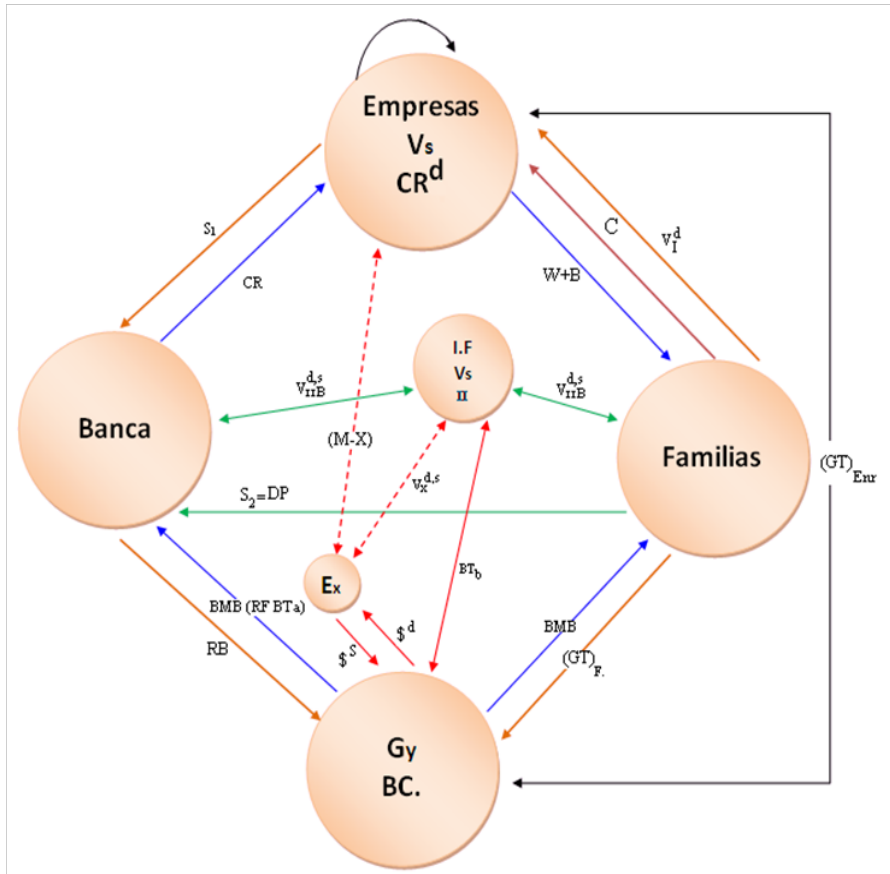 Empresas
Vs
CRᵈ
S₁
CR
W+B
C
V_I^d
I.F
Vs
II
V_IIB^d,s
V_IIB^d,s
Banca
Familias
(M-X)
V_x^d,s
(GT)_Enr
S₂=DP
BT_b
Ex
BMB (RF BTa)
RB
$^S
$^d
BMB
(GT)_F.
Gy
BC.